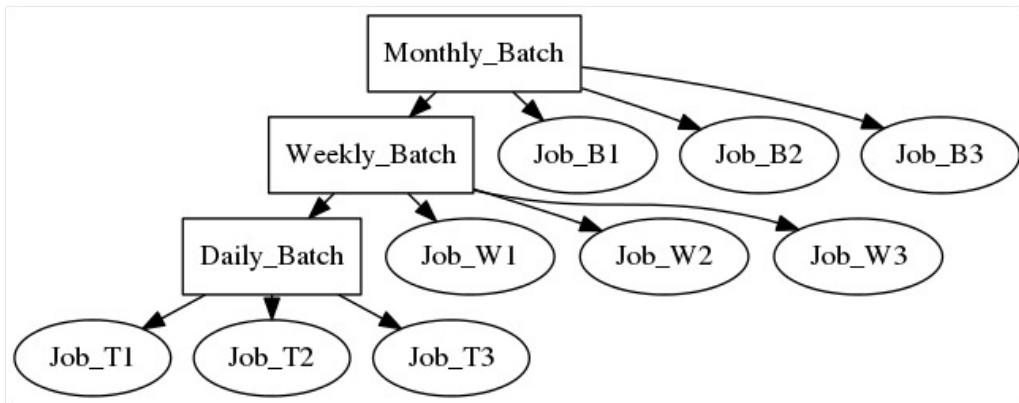 Monthly_Batch
Weekly_Batch
Job_B1
Job_B2
Job_B3
Daily_Batch
Job_W1
Job_W2
Job_W3
Job_T1
Job_T2
Job_T3